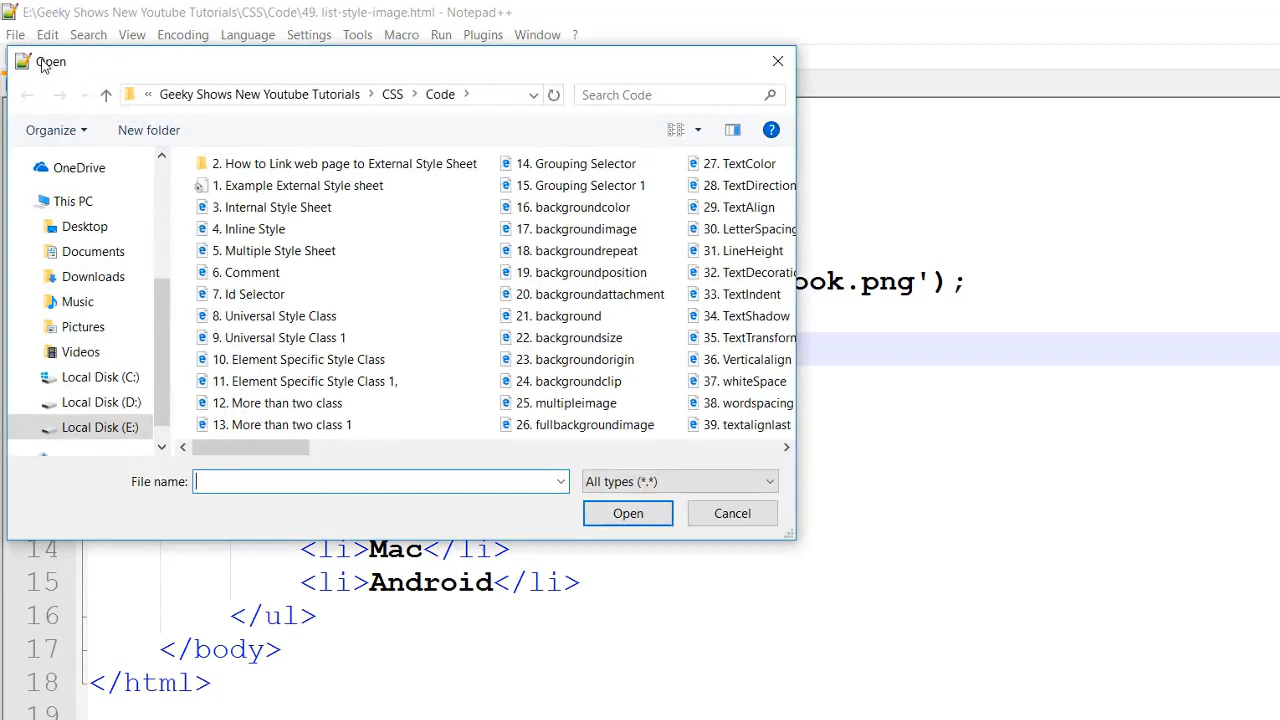 E:\Geeky Shows New Youtube Tutorials\CSS\Code\49. list-style-image.html - Notepad++
File Edit Search View Encoding Language Settings Tools Macro Run Plugins Window ?
Open
« Geeky Shows New Youtube Tutorials > CSS > Code >
Search Code
Organize
New folder
OneDrive
This PC
Desktop
Documents
Downloads
Music
Pictures
Videos
Local Disk (C:)
Local Disk (D:)
Local Disk (E:)
2. How to Link web page to External Style Sheet
1. Example External Style sheet
3. Internal Style Sheet
4. Inline Style
5. Multiple Style Sheet
6. Comment
7. Id Selector
8. Universal Style Class
9. Universal Style Class 1
10. Element Specific Style Class
11. Element Specific Style Class 1,
12. More than two class
13. More than two class 1
14. Grouping Selector
15. Grouping Selector 1
16. backgroundcolor
17. backgroundimage
18. backgroundrepeat
19. backgroundposition
20. backgroundattachment
21. background
22. backgroundsize
23. backgroundorigin
24. backgroundclip
25. multipleimage
26. fullbackgroundimage
27. TextColor
28. TextDirection
29. TextAlign
30. LetterSpacing
31. LineHeight
32. TextDecorati
33. TextIndent
34. TextShadow
35. TextTransforn
36. Verticalalign
37. whiteSpace
38. wordspacing
39. textalignlast
File name:
All types (*.*)
Open
Cancel
ook.png');
14 <li>Mac</li>
15 <li>Android</li>
16 </ul>
17 </body>
18 </html>
19